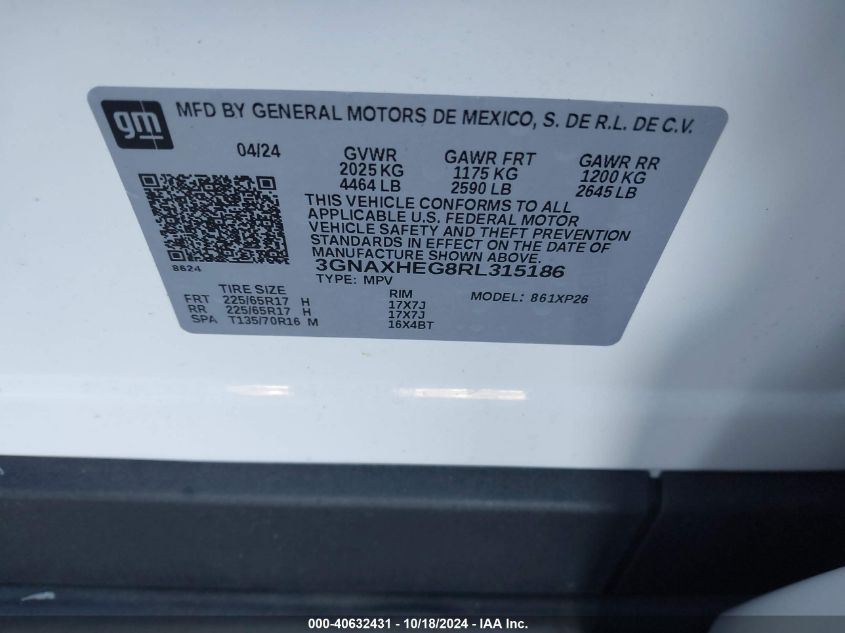 gm
MFD BY GENERAL MOTORS DE MEXICO, S. DE R.L. DE C.V.
04/24 GVWR GAWR FRT GAWR RR
2025 KG 1175 KG 1200 KG
4464 LB 2590 LB 2645 LB
THIS VEHICLE CONFORMS TO ALL
APPLICABLE U.S. FEDERAL MOTOR
VEHICLE SAFETY AND THEFT PREVENTION
STANDARDS IN EFFECT ON THE DATE OF
MANUFACTURE SHOWN ABOVE.
8624
3GNAXHEG8RL315186
TYPE: MPV
TIRE SIZE RIM MODEL: 861XP26
FRT 225/65R17 H 17X7J
RR 225/65R17 H 17X7J
SPA T135/70R16 M 16X4BT
000-40632431 - 10/18/2024 - IAA Inc.